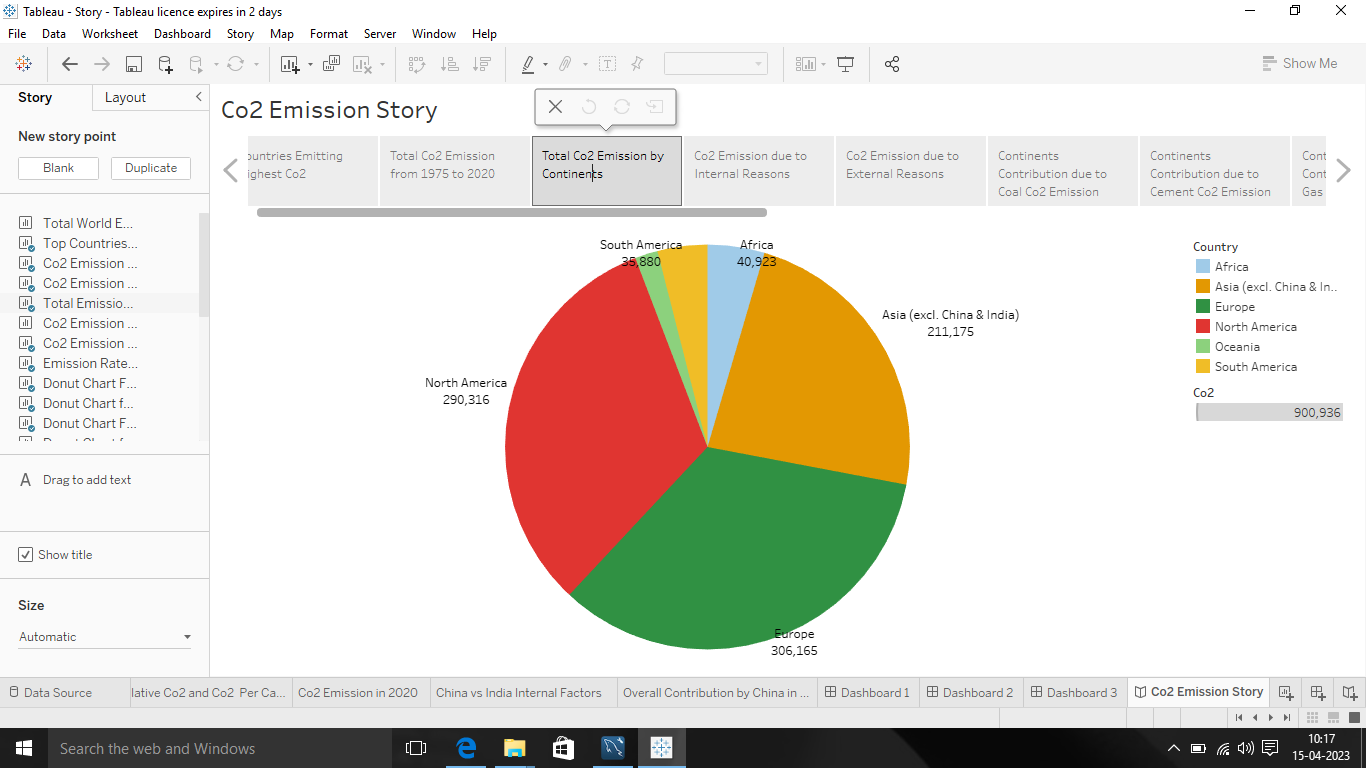 Tableau - Story - Tableau licence expires in 2 days
File Data Worksheet Dashboard Story Map Format Server Window Help
Show Me
Story Layout
New story point
Blank Duplicate
Total World E...
Top Countries...
Co2 Emission ...
Co2 Emission ...
Total Emissio...
Co2 Emission ...
Co2 Emission ...
Emission Rate...
Donut Chart F...
Donut Chart f...
Donut Chart F...
A Drag to add text
Show title
Size
Automatic
Co2 Emission Story
ountries Emitting
ighest Co2
Total Co2 Emission
from 1975 to 2020
Total Co2 Emission by
Continents
Co2 Emission due to
Internal Reasons
Co2 Emission due to
External Reasons
Continents
Contribution due to
Coal Co2 Emission
Continents
Contribution due to
Cement Co2 Emission
Cont
Cont
Gas
South America
35,880
Africa
40,923
Asia (excl. China & India)
211,175
North America
290,316
Europe
306,165
Country
Africa
Asia (excl. China & In..
Europe
North America
Oceania
South America
Co2
900,936
Data Source lative Co2 and Co2 Per Ca... Co2 Emission in 2020 China vs India Internal Factors Overall Contribution by China in ... Dashboard 1 Dashboard 2 Dashboard 3 Co2 Emission Story
Search the web and Windows
10:17
15-04-2023